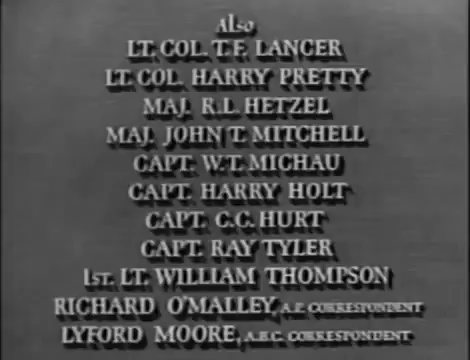 Also
LT. COL. T.F. LANCER
LT. COL. HARRY PRETTY
MAJ. R.L. HETZEL
MAJ. JOHN T. MITCHELL
CAPT. W.T. MICHAU
CAPT. HARRY HOLT
CAPT. C.C. HURT
CAPT. RAY TYLER
1ST. LT. WILLIAM THOMPSON
RICHARD O'MALLEY, A.P. CORRESPONDENT
LYFORD MOORE, A.B.C. CORRESPONDENT